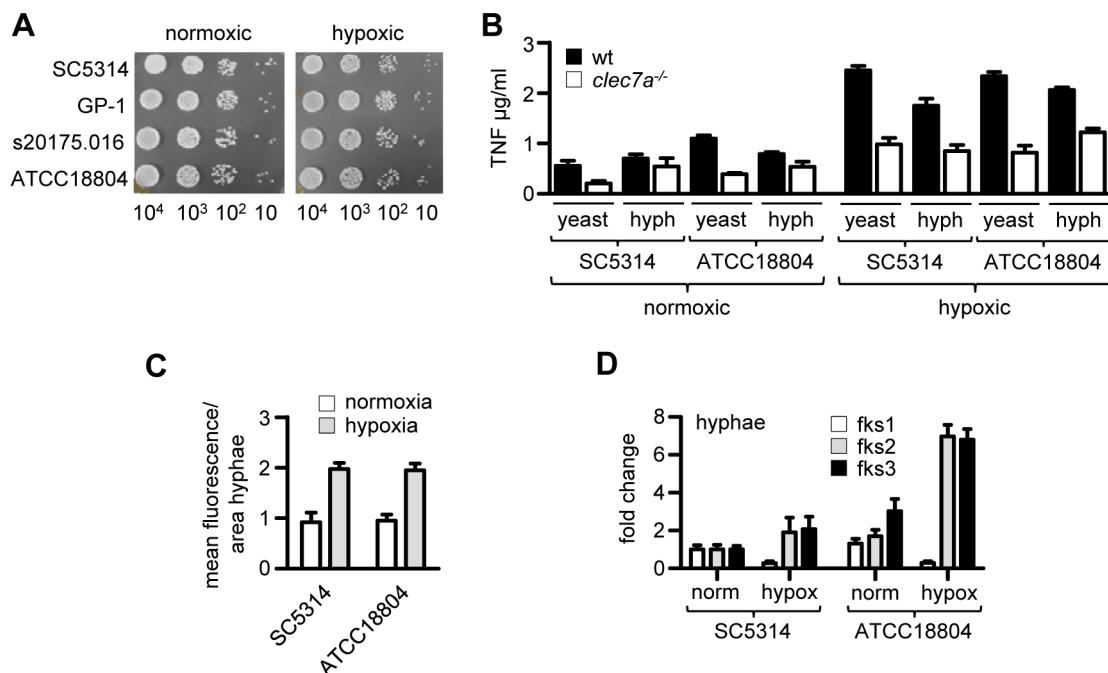 A
normoxic
hypoxic
SC5314
GP-1
s20175.016
ATCC18804
10⁴ 10³ 10² 10 10⁴ 10³ 10² 10
B
TNF µg/ml
3
2
1
0
wt
clec7a⁻/⁻
yeast hyph yeast hyph yeast hyph yeast hyph
SC5314 ATCC18804 SC5314 ATCC18804
normoxic hypoxic
C
mean fluorescence/
area hyphae
3
2
1
0
normoxia
hypoxia
SC5314
ATCC18804
D
fold change
8
6
4
2
0
hyphae
fks1
fks2
fks3
norm hypox norm hypox
SC5314 ATCC18804